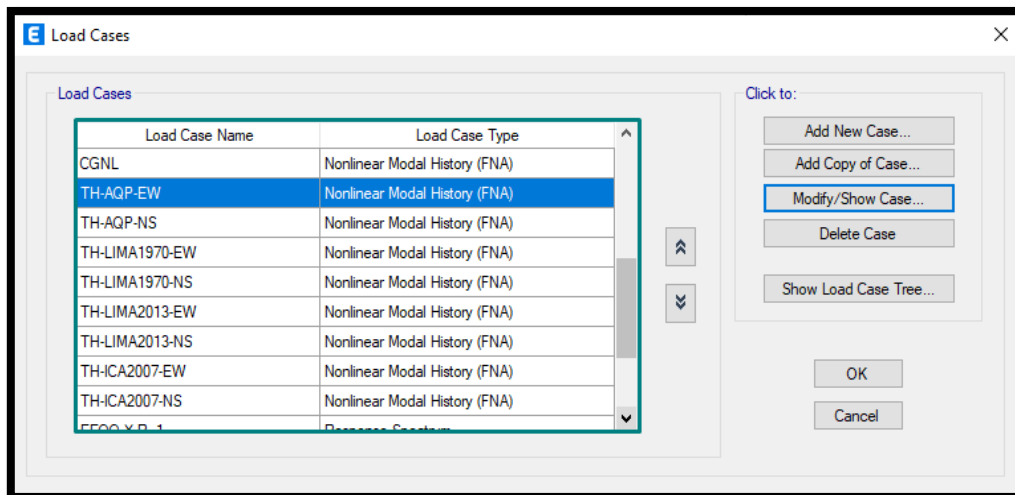 E Load Cases
Load Cases
Load Case Name Load Case Type
CGNL Nonlinear Modal History (FNA)
TH-AQP-EW Nonlinear Modal History (FNA)
TH-AQP-NS Nonlinear Modal History (FNA)
TH-LIMA1970-EW Nonlinear Modal History (FNA)
TH-LIMA1970-NS Nonlinear Modal History (FNA)
TH-LIMA2013-EW Nonlinear Modal History (FNA)
TH-LIMA2013-NS Nonlinear Modal History (FNA)
TH-ICA2007-EW Nonlinear Modal History (FNA)
TH-ICA2007-NS Nonlinear Modal History (FNA)
Response Spectrum
Click to:
Add New Case...
Add Copy of Case...
Modify/Show Case...
Delete Case
Show Load Case Tree...
OK
Cancel